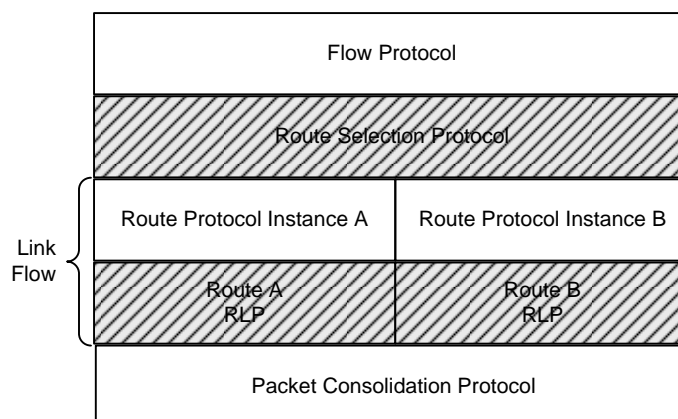 Flow Protocol
Route Selection Protocol
Link
Flow
Route Protocol Instance A
Route Protocol Instance B
Route A
RLP
Route B
RLP
Packet Consolidation Protocol